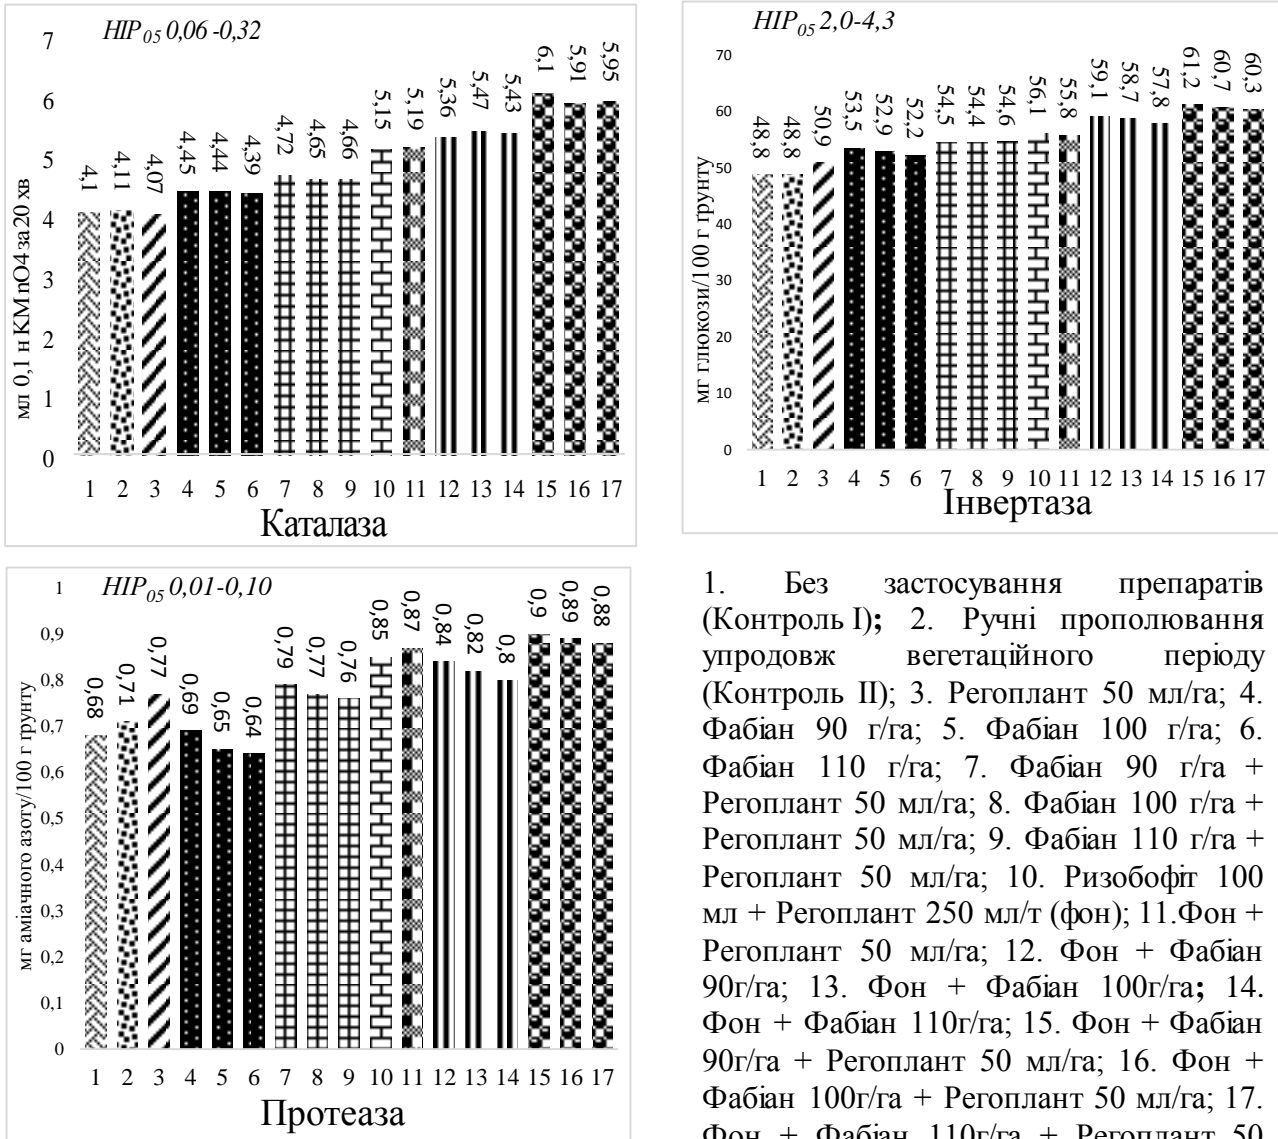 НІР05 0,06 -0,32
7
6
5
4
3
2
1
0
мл 0,1 н KMnO4 за 20 хв
4,1 4,11 4,07 4,45 4,44 4,39 4,72 4,65 4,66 5,15 5,19 5,36 5,47 5,43 6,1 5,91 5,95
1 2 3 4 5 6 7 8 9 10 11 12 13 14 15 16 17
Каталаза
НІР05 2,0-4,3
70
60
50
40
30
20
10
0
мг глюкози/100 г ґрунту
48,8 48,8 50,9 53,5 52,9 52,2 54,5 54,4 54,6 56,1 55,8 59,1 58,7 57,8 61,2 60,7 60,3
1 2 3 4 5 6 7 8 9 10 11 12 13 14 15 16 17
Інвертаза
НІР05 0,01-0,10
1
0,9
0,8
0,7
0,6
0,5
0,4
0,3
0,2
0,1
0
мг аміачного азоту/100 г ґрунту
0,68 0,71 0,77 0,69 0,65 0,64 0,79 0,77 0,76 0,85 0,87 0,84 0,82 0,8 0,9 0,89 0,88
1 2 3 4 5 6 7 8 9 10 11 12 13 14 15 16 17
Протеаза
1. Без застосування препаратів
(Контроль І); 2. Ручні прополювання
упродовж вегетаційного періоду
(Контроль ІІ); 3. Регоплант 50 мл/га; 4.
Фабіан 90 г/га; 5. Фабіан 100 г/га; 6.
Фабіан 110 г/га; 7. Фабіан 90 г/га +
Регоплант 50 мл/га; 8. Фабіан 100 г/га +
Регоплант 50 мл/га; 9. Фабіан 110 г/га +
Регоплант 50 мл/га; 10. Ризобофіт 100
мл + Регоплант 250 мл/т (фон); 11.Фон +
Регоплант 50 мл/га; 12. Фон + Фабіан
90г/га; 13. Фон + Фабіан 100г/га; 14.
Фон + Фабіан 110г/га; 15. Фон + Фабіан
90г/га + Регоплант 50 мл/га; 16. Фон +
Фабіан 100г/га + Регоплант 50 мл/га; 17.
Фон + Фабіан 110г/га + Регоплант 50